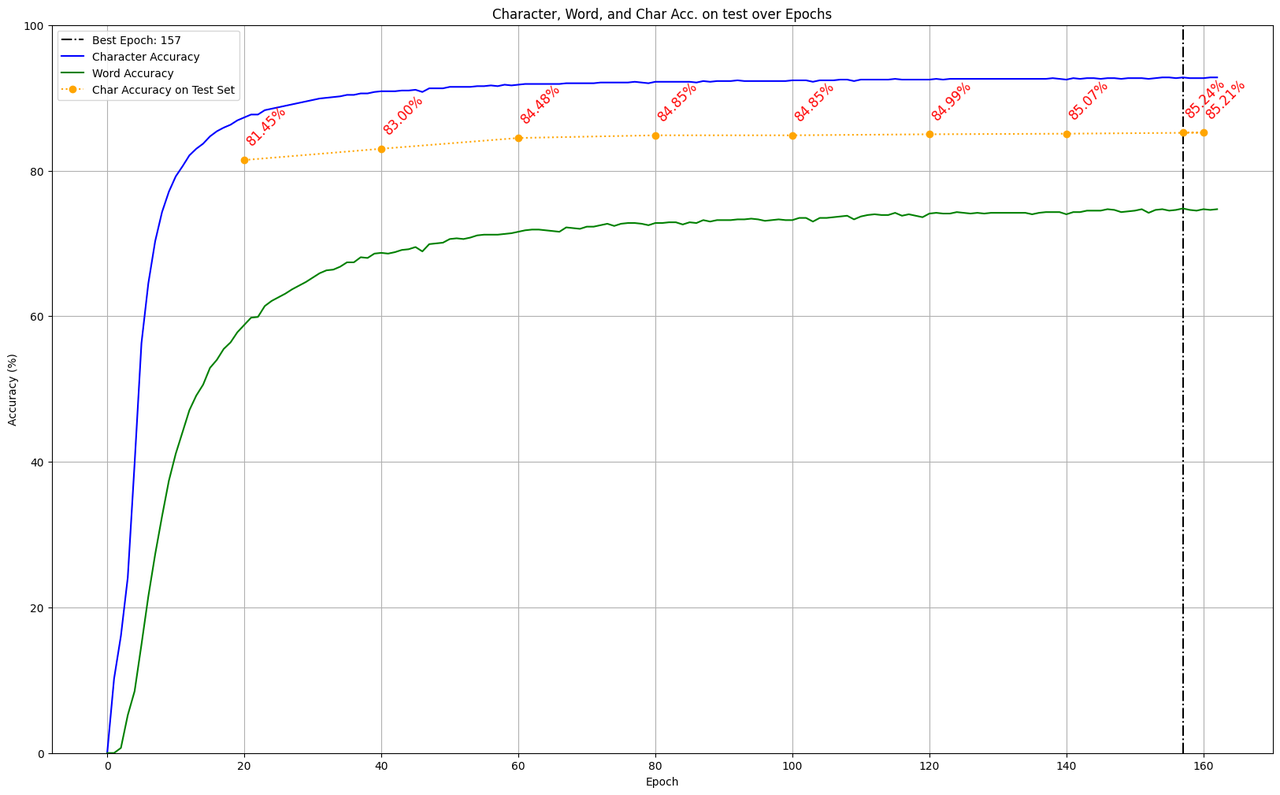 Character, Word, and Char Acc. on test over Epochs
Best Epoch: 157
Character Accuracy
Word Accuracy
Char Accuracy on Test Set
100
80
60
40
20
0
Accuracy (%)
81.45%
83.00%
84.48%
84.85%
84.85%
84.99%
85.07%
85.24%
85.21%
0 20 40 60 80 100 120 140 160
Epoch